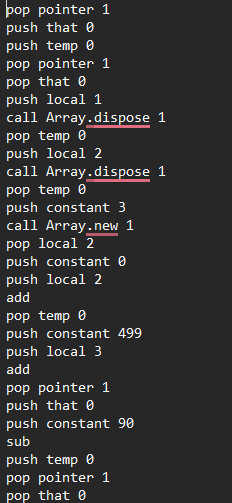 pop pointer 1
push that 0
push temp 0
pop pointer 1
pop that 0
push local 1
call Array.dispose 1
pop temp 0
push local 2
call Array.dispose 1
pop temp 0
push constant 3
call Array.new 1
pop local 2
push constant 0
push local 2
add
pop temp 0
push constant 499
push local 3
add
pop pointer 1
push that 0
push constant 90
sub
push temp 0
pop pointer 1
pop that 0